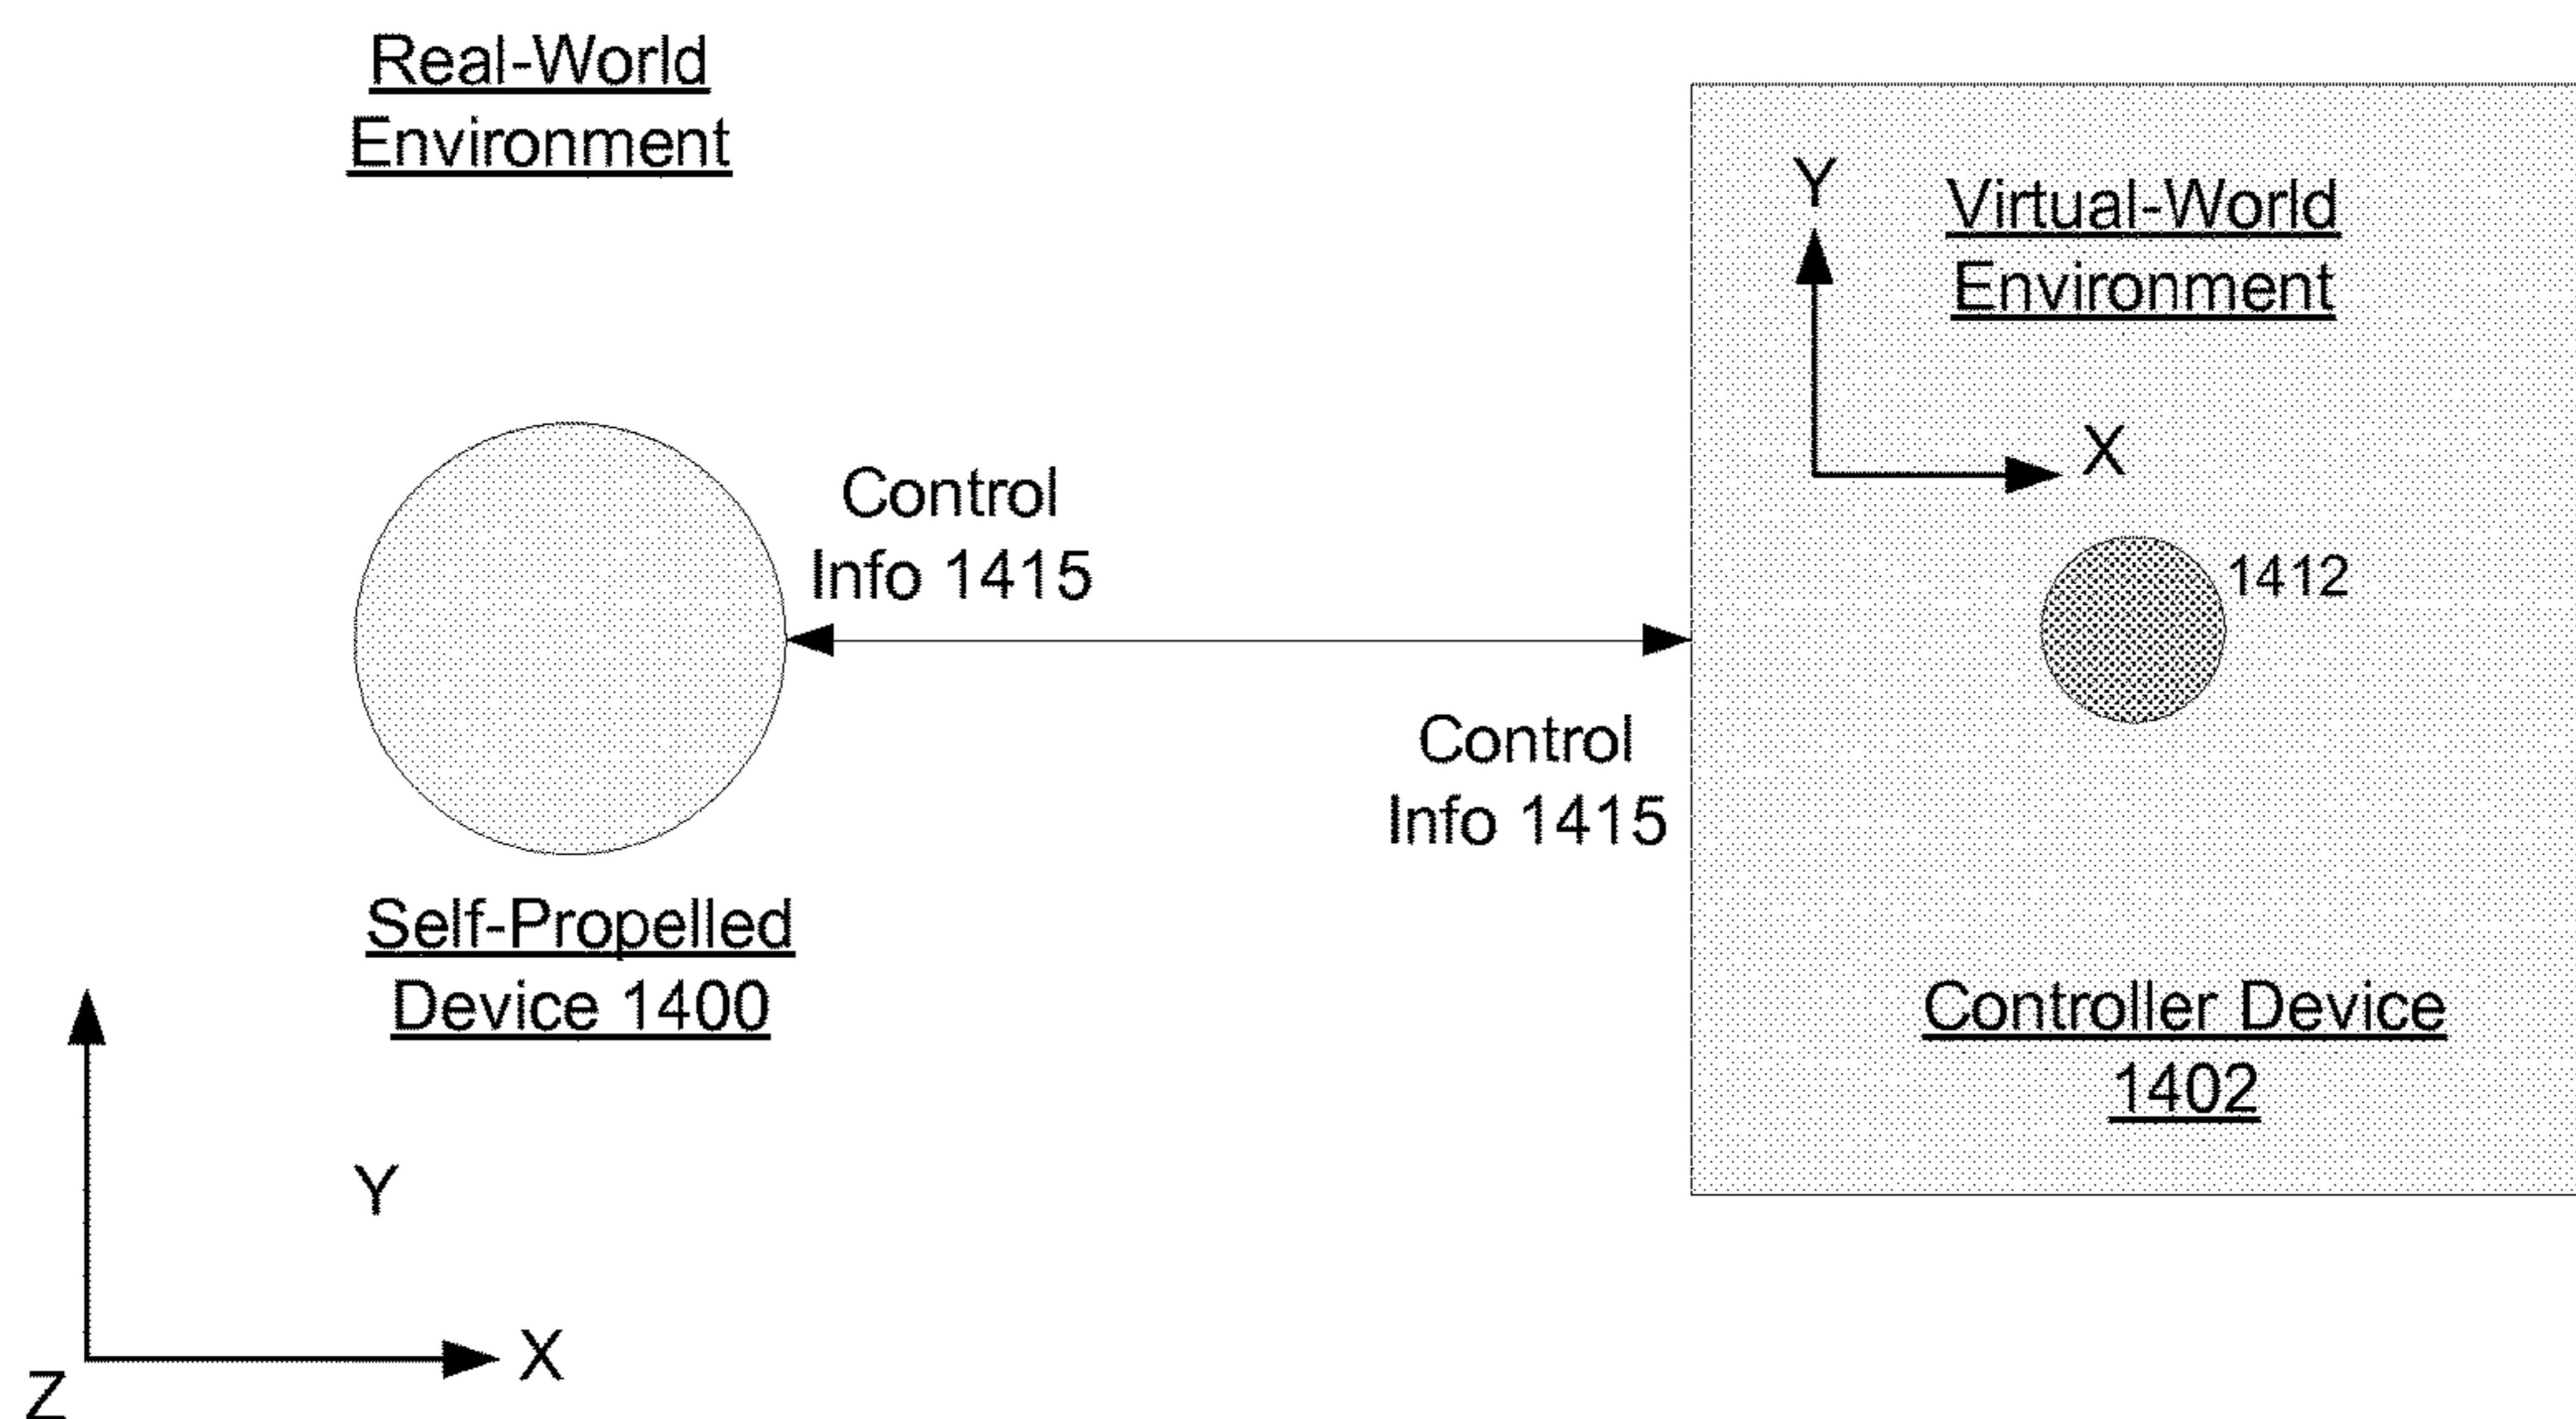 Real-World
Environment
Y
Virtual-World
Environment
X
Control
Info 1415
1412
Control
Info 1415
Self-Propelled
Device 1400
Controller Device
1402
Y
X
Z